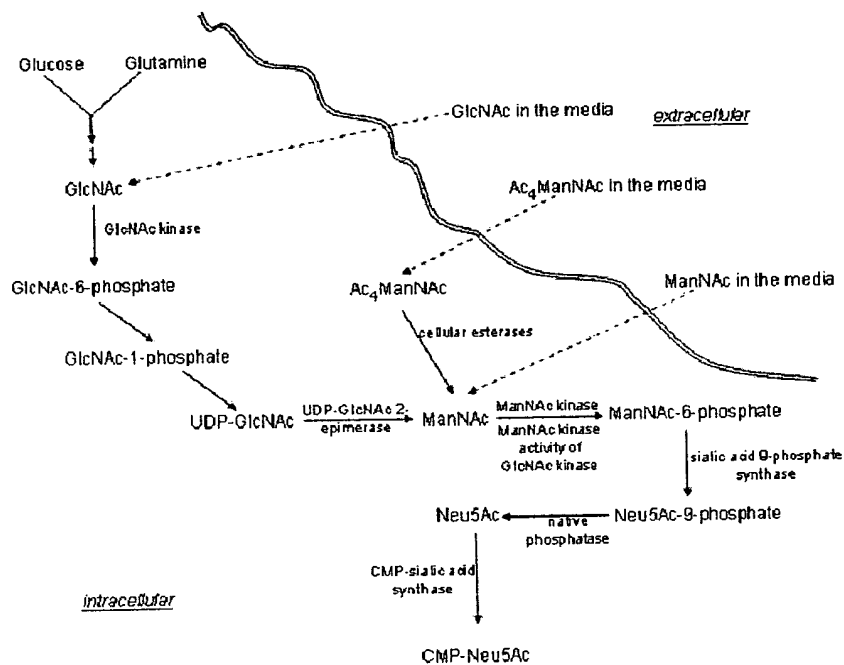 Glucose
Glutamine
GlcNAc in the media
extracellular
GlcNAc
Ac4ManNAc in the media
GlcNAc kinase
GlcNAc-6-phosphate
Ac4ManNAc
ManNAc in the media
cellular esterases
GlcNAc-1-phosphate
UDP-GlcNAc
UDP-GlcNAc 2-
epimerase
ManNAc
ManNAc kinase
ManNAc kinase
activity of
GlcNAc kinase
ManNAc-6-phosphate
sialic acid 9-phosphate
synthase
Neu5Ac
native
phosphatase
Neu5Ac-9-phosphate
CMP-sialic acid
synthase
intracellular
CMP-Neu5Ac